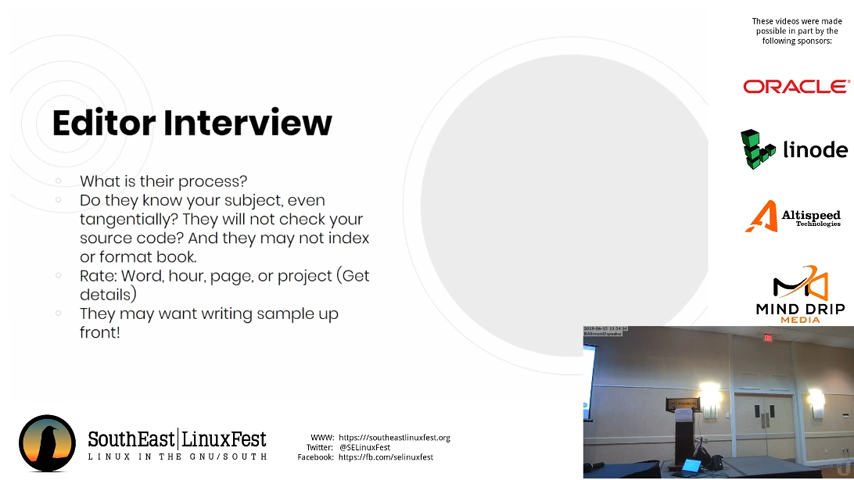 These videos were made
possible in part by the
following sponsors:
ORACLE
linode
Altispeed
Technologies
MIND DRIP
MEDIA
Editor Interview
What is their process?
Do they know your subject, even
tangentially? They will not check your
source code? And they may not index
or format book.
Rate: Word, hour, page, or project (Get
details)
They may want writing sample up
front!
SouthEast|LinuxFest
LINUX IN THE GNU/SOUTH
WWW: https:///southeastlinuxfest.org
Twitter: @SELinuxFest
Facebook: https://fb.com/selinuxfest